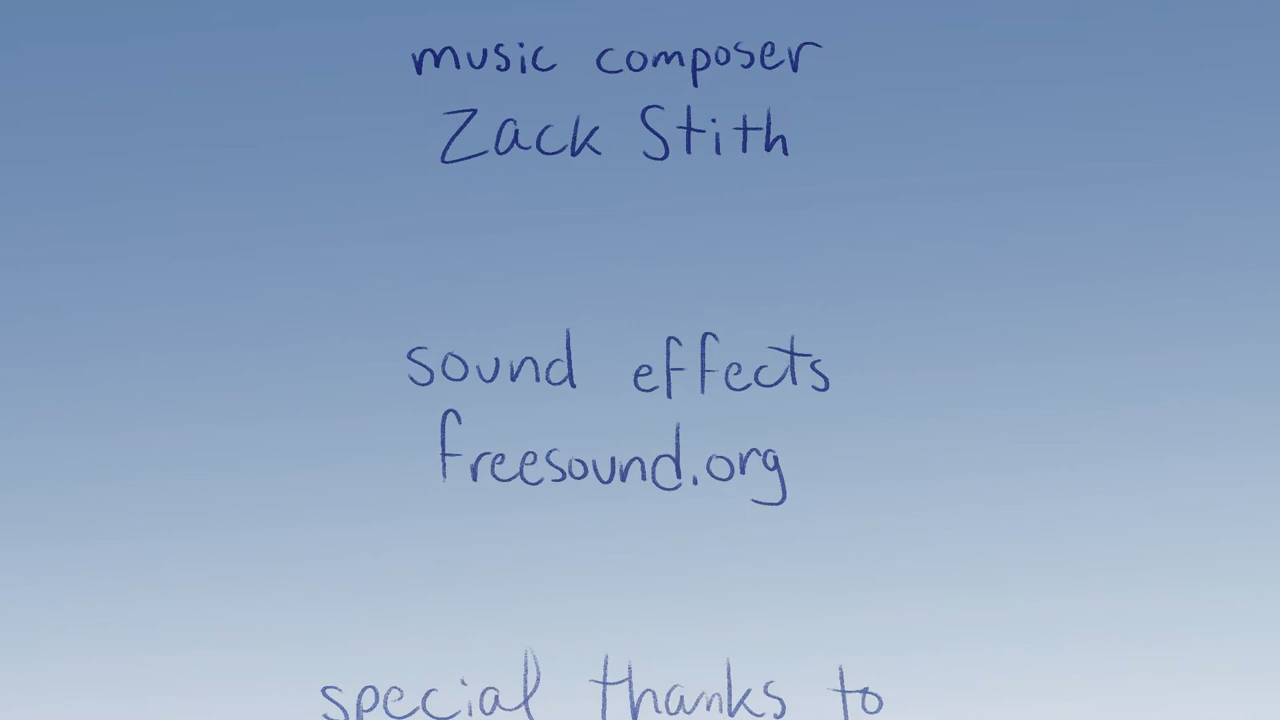 music composer
Zack Stith
sound effects
freesound.org
special thanks to